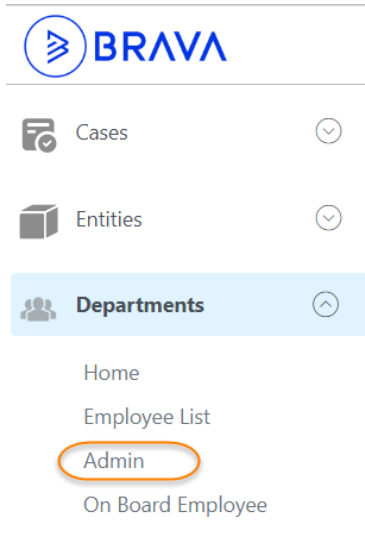 BRAVA
Cases
Entities
Departments
Home
Employee List
Admin
On Board Employee